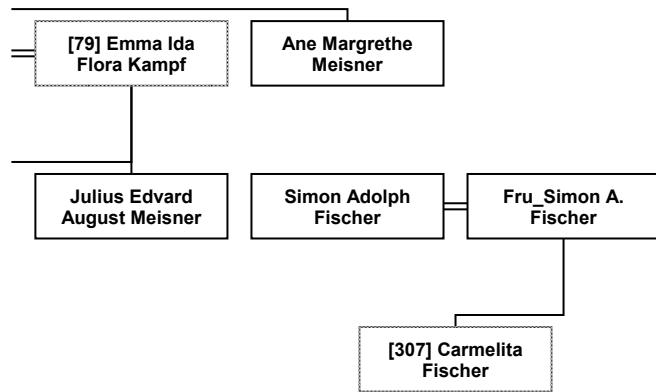 [79] Emma Ida
Flora Kampf
Ane Margrethe
Meisner
Julius Edvard
August Meisner
Simon Adolph
Fischer
Fru_Simon A.
Fischer
[307] Carmelita
Fischer